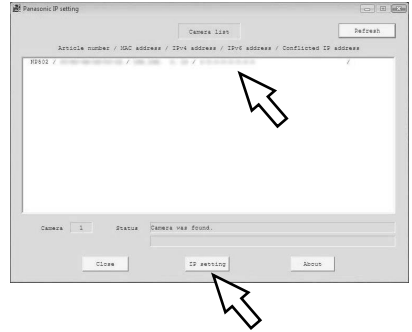 Panasonic IP setting
Camera list
Refresh
Article number / MAC address / IPv4 address / IPv6 address / Conflicted IP address
NP502 / / / /
Camera 1 Status Camera was found.
Close IP setting About